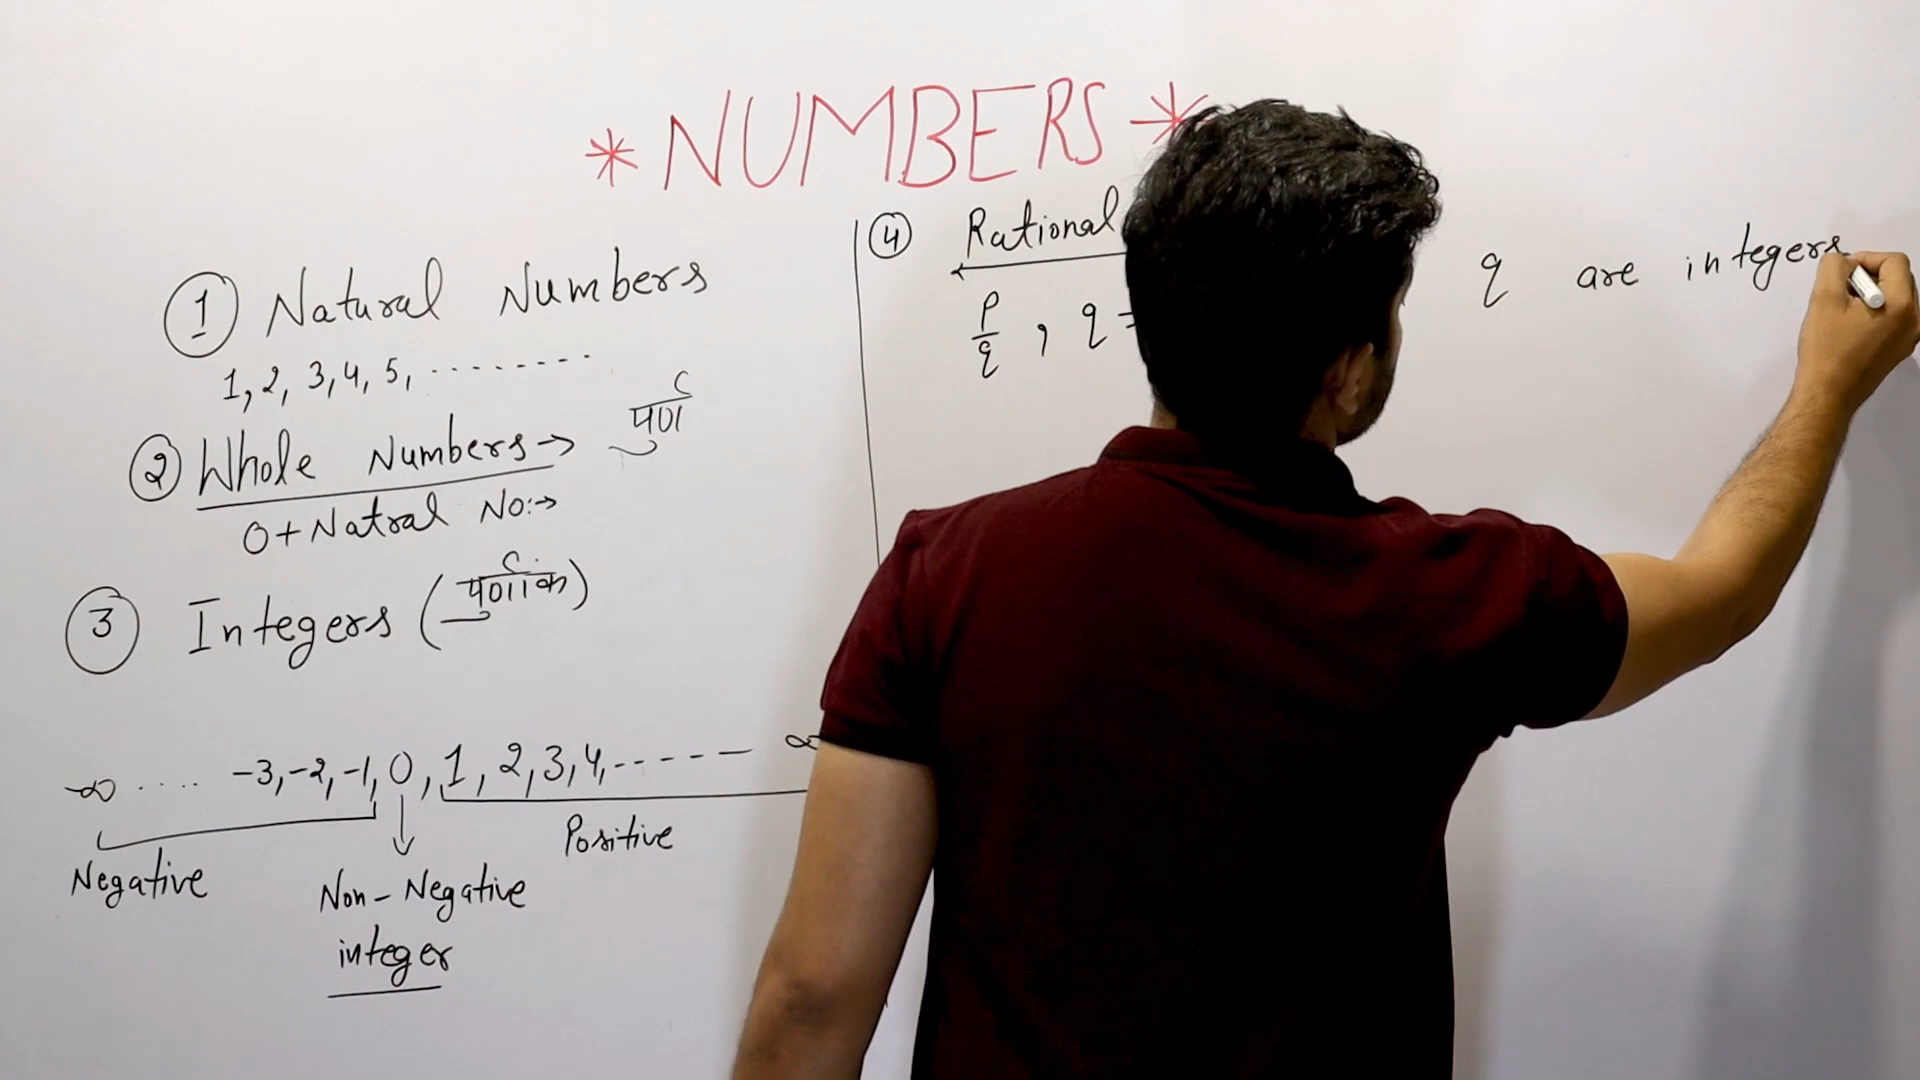 * NUMBERS *
① Natural Numbers
1, 2, 3, 4, 5, ........
② Whole Numbers → पूर्ण
0 + Natral No:→
③ Integers (पूर्णांक)
-∞ .... -3, -2, -1, 0, 1, 2, 3, 4, ----- ∞
Negative
Positive
Non-Negative
integer
④ Rational
p/q , q
q are integers